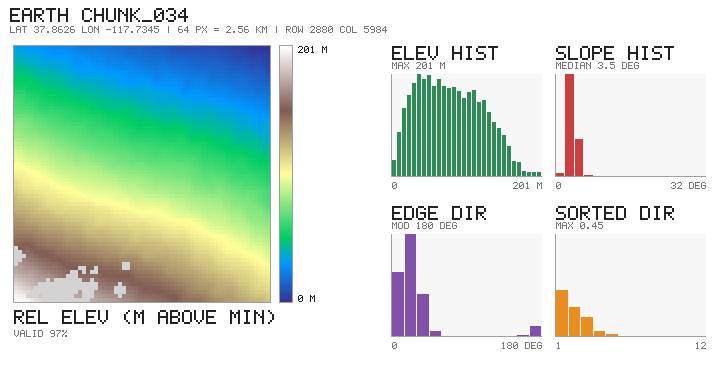 EARTH CHUNK_034
LAT 37.8626 LON -117.7345 | 64 PX = 2.56 KM | ROW 2880 COL 5984
201 M
0 M
REL ELEV (M ABOVE MIN)
VALID 97%
ELEV HIST
MAX 201 M
0 201 M
SLOPE HIST
MEDIAN 3.5 DEG
0 32 DEG
EDGE DIR
MOD 180 DEG
0 180 DEG
SORTED DIR
MAX 0.45
1 12